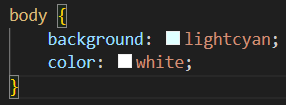 body {
    background: lightcyan;
    color: white;
}